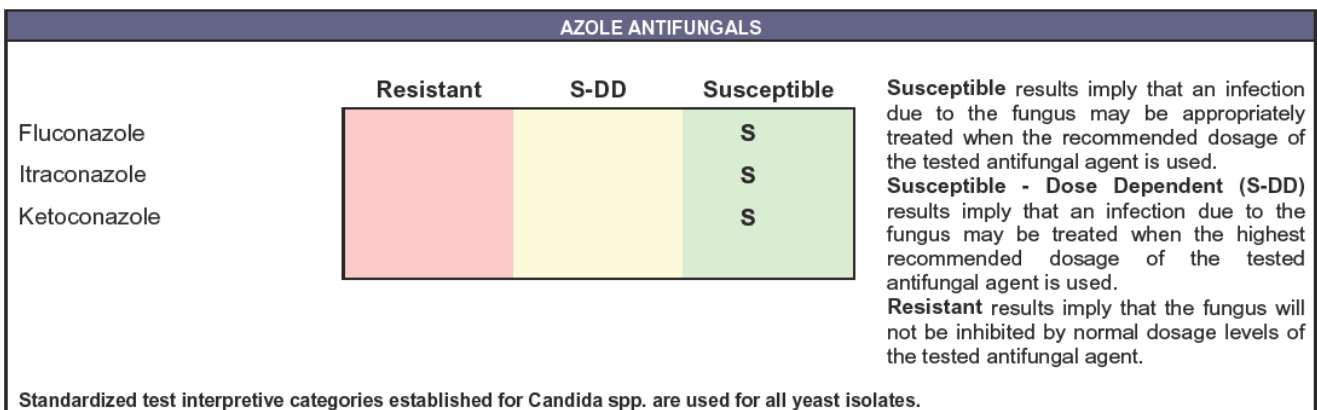 AZOLE ANTIFUNGALS
Resistant S-DD Susceptible
Fluconazole S
Itraconazole S
Ketoconazole S
Susceptible results imply that an infection
due to the fungus may be appropriately
treated when the recommended dosage of
the tested antifungal agent is used.
Susceptible - Dose Dependent (S-DD)
results imply that an infection due to the
fungus may be treated when the highest
recommended dosage of the tested
antifungal agent is used.
Resistant results imply that the fungus will
not be inhibited by normal dosage levels of
the tested antifungal agent.
Standardized test interpretive categories established for Candida spp. are used for all yeast isolates.